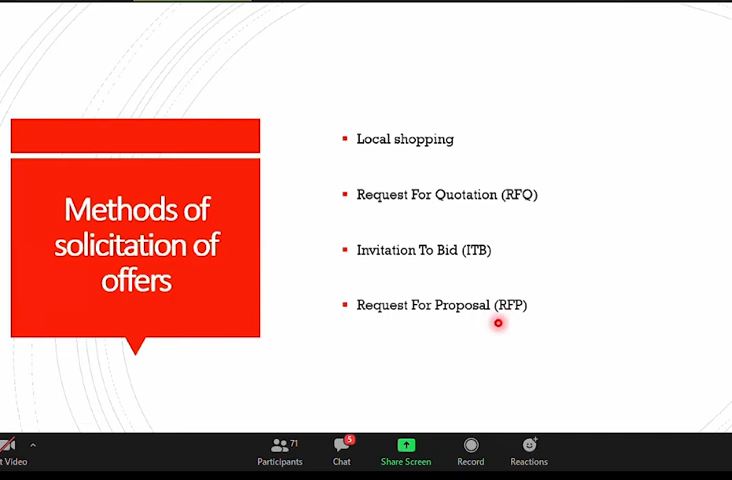 Methods of
solicitation of
offers
Local shopping
Request For Quotation (RFQ)
Invitation To Bid (ITB)
Request For Proposal (RFP)
t Video
Participants
71
Chat
5
Share Screen
Record
Reactions